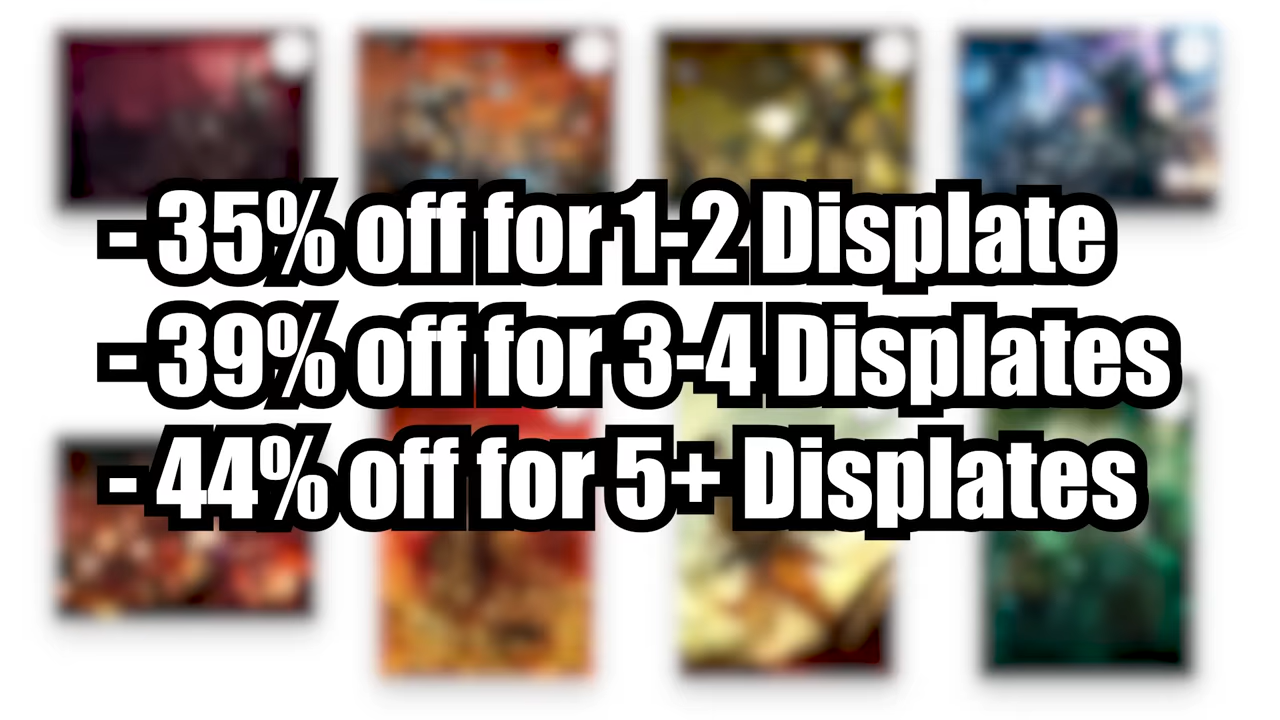 - 35% off for 1-2 Displate
- 39% off for 3-4 Displates
- 44% off for 5+ Displates